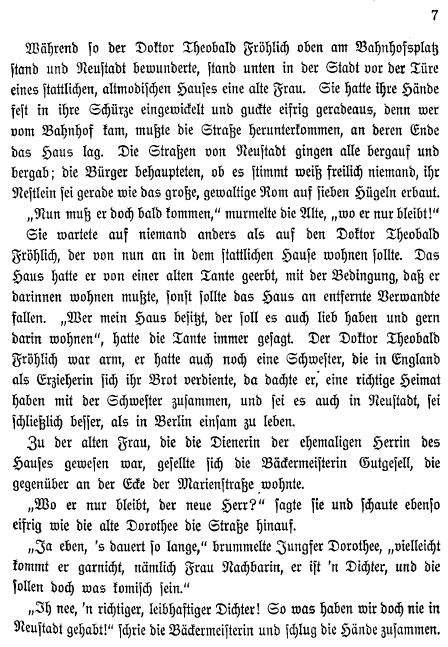 7
Während so der Doktor Theobald Fröhlich oben am Bahnhofsplatz
stand und Neustadt bewunderte, stand unten in der Stadt vor der Türe
eines stattlichen, altmodischen Hauses eine alte Frau. Sie hatte ihre Hände
fest in ihre Schürze eingewickelt und guckte eifrig geradeaus, denn wer
vom Bahnhof kam, mußte die Straße herunterkommen, an deren Ende
das Haus lag. Die Straßen von Neustadt gingen alle bergauf und
bergab; die Bürger behaupteten, ob es stimmt weiß freilich niemand, ihr
Nestlein sei gerade wie das große, gewaltige Rom auf sieben Hügeln erbaut.
„Nun muß er doch bald kommen,“ murmelte die Alte, „wo er nur bleibt!“
Sie wartete auf niemand anders als auf den Doktor Theobald
Fröhlich, der von nun an in dem stattlichen Hause wohnen sollte. Das
Haus hatte er von einer alten Tante geerbt, mit der Bedingung, daß er
darinnen wohnen mußte, sonst sollte das Haus an entfernte Verwandte
fallen. „Wer mein Haus besitzt, der soll es auch lieb haben und gern
darin wohnen“, hatte die Tante immer gesagt. Der Doktor Theobald
Fröhlich war arm, er hatte auch noch eine Schwester, die in England
als Erzieherin sich ihr Brot verdiente, da dachte er, eine richtige Heimat
haben mit der Schwester zusammen, und sei es auch in Neustadt, sei
schließlich besser, als in Berlin einsam zu leben.
Zu der alten Frau, die die Dienerin der ehemaligen Herrin des
Hauses gewesen war, gesellte sich die Bäckermeisterin Gutgesell, die
gegenüber an der Ecke der Marienstraße wohnte.
„Wo er nur bleibt, der neue Herr?“ sagte sie und schaute ebenso
eifrig wie die alte Dorothee die Straße hinauf.
„Ja eben, 's dauert so lange,“ brummelte Jungfer Dorothee, „vielleicht
kommt er garnicht, nämlich Frau Nachbarin, er ist 'n Dichter, und die
sollen doch was komisch sein.“
„Ih nee, 'n richtiger, leibhaftiger Dichter! So was haben wir doch nie in
Neustadt gehabt!“ schrie die Bäckermeisterin und schlug die Hände zusammen.